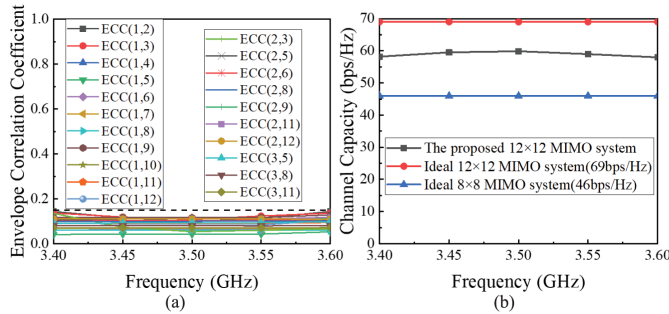 Envelope Correlation Coefficient
1.0
0.8
0.6
0.4
0.2
0.0
ECC(1,2)
ECC(1,3)
ECC(1,4)
ECC(1,5)
ECC(1,6)
ECC(1,7)
ECC(1,8)
ECC(1,9)
ECC(1,10)
ECC(1,11)
ECC(1,12)
ECC(2,3)
ECC(2,5)
ECC(2,6)
ECC(2,8)
ECC(2,9)
ECC(2,11)
ECC(2,12)
ECC(3,5)
ECC(3,8)
ECC(3,11)
3.40 3.45 3.50 3.55 3.60
Frequency (GHz)
(a)
Channel Capacity (bps/Hz)
70
60
50
40
30
20
10
0
The proposed 12×12 MIMO system
Ideal 12×12 MIMO system(69bps/Hz)
Ideal 8×8 MIMO system(46bps/Hz)
3.40 3.45 3.50 3.55 3.60
Frequency (GHz)
(b)